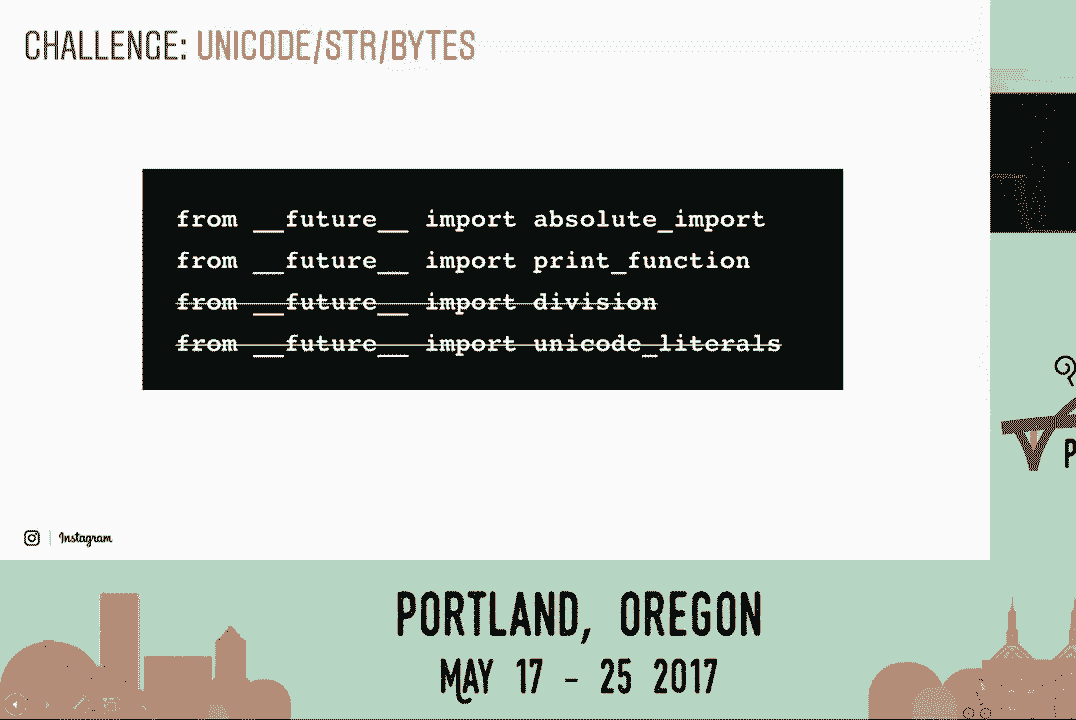 CHALLENGE: UNICODE/STR/BYTES
from __future__ import absolute_import
from __future__ import print_function
from __future__ import division
from __future__ import unicode_literals
Instagram
PORTLAND, OREGON
MAY 17 - 25 2017